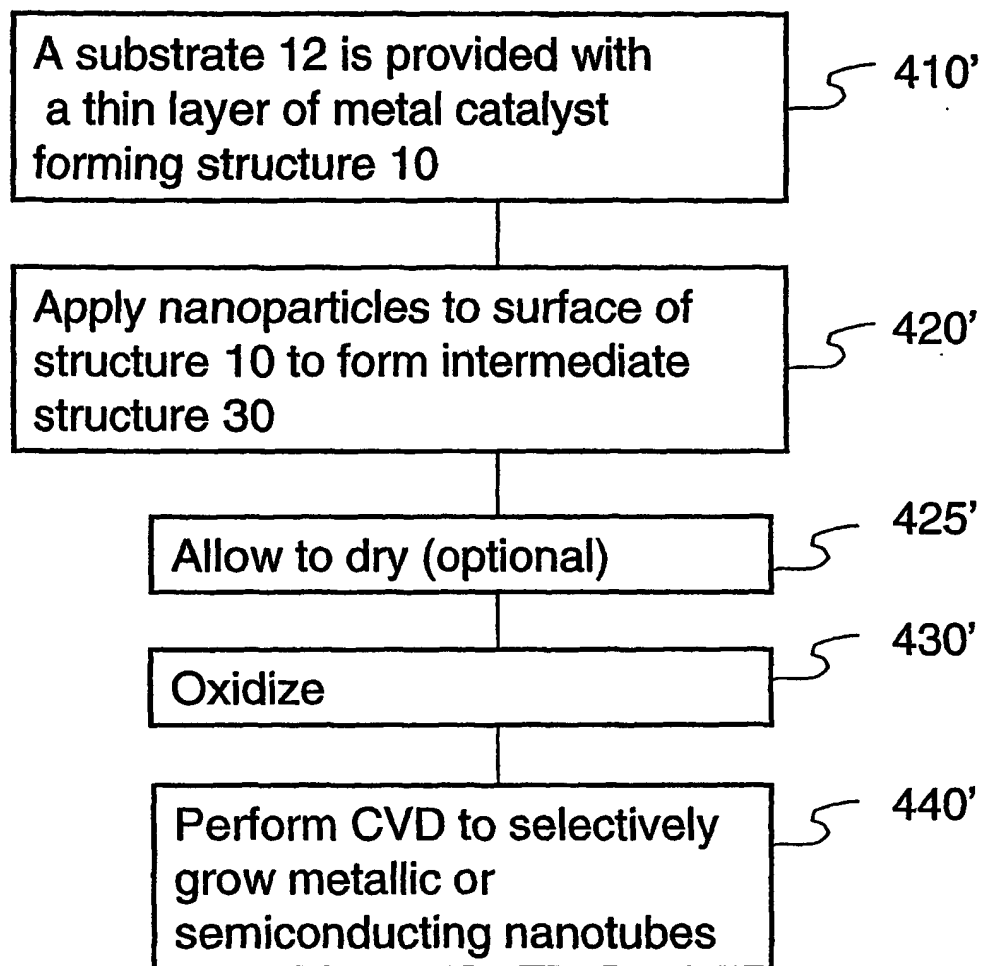 A substrate 12 is provided with
a thin layer of metal catalyst
forming structure 10
410'
Apply nanoparticles to surface of
structure 10 to form intermediate
structure 30
420'
Allow to dry (optional)
425'
Oxidize
430'
Perform CVD to selectively
grow metallic or
semiconducting nanotubes
440'